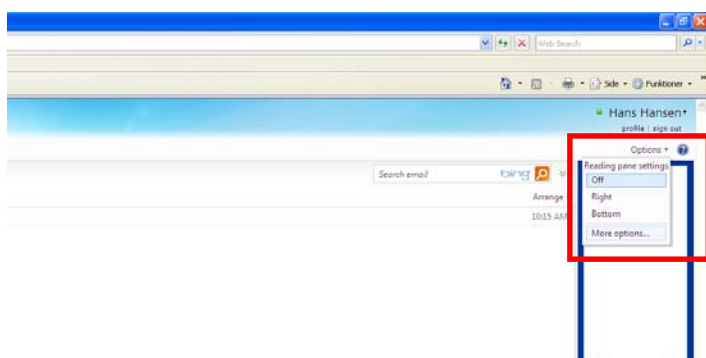 Web Search
Side Funktioner
Hans Hansen
profile | sign out
Options
Reading pane settings
Off
Search email bing
Right
Arrange
Bottom
10:15 AM
More options...